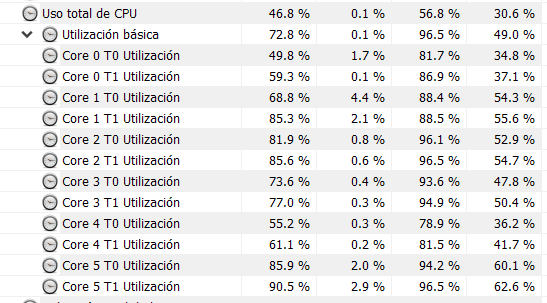 Uso total de CPU 46.8 % 0.1 % 56.8 % 30.6 %
Utilización básica 72.8 % 0.1 % 96.5 % 49.0 %
Core 0 T0 Utilización 49.8 % 1.7 % 81.7 % 34.8 %
Core 0 T1 Utilización 59.3 % 0.1 % 86.9 % 37.1 %
Core 1 T0 Utilización 68.8 % 4.4 % 88.4 % 54.3 %
Core 1 T1 Utilización 85.3 % 2.1 % 88.5 % 55.6 %
Core 2 T0 Utilización 81.9 % 0.8 % 96.1 % 52.9 %
Core 2 T1 Utilización 85.6 % 0.6 % 96.5 % 54.7 %
Core 3 T0 Utilización 73.6 % 0.4 % 93.6 % 47.8 %
Core 3 T1 Utilización 77.0 % 0.3 % 94.9 % 50.4 %
Core 4 T0 Utilización 55.2 % 0.3 % 78.9 % 36.2 %
Core 4 T1 Utilización 61.1 % 0.2 % 81.5 % 41.7 %
Core 5 T0 Utilización 85.9 % 2.0 % 94.2 % 60.1 %
Core 5 T1 Utilización 90.5 % 2.9 % 96.5 % 62.6 %